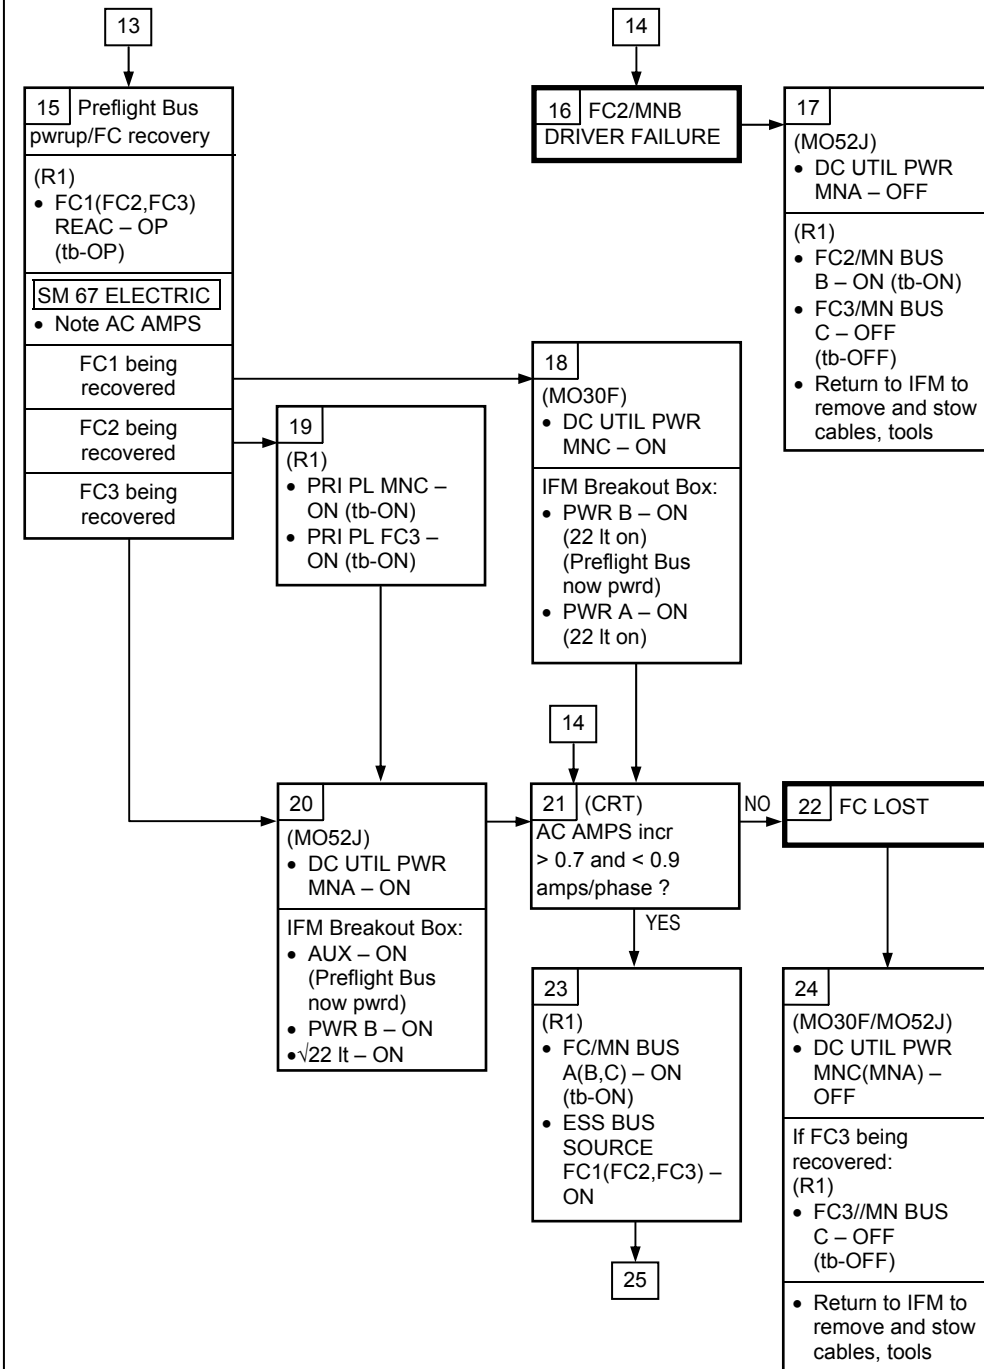 13
15 Preflight Bus
pwrup/FC recovery
(R1)
• FC1(FC2,FC3)
REAC – OP
(tb-OP)
SM 67 ELECTRIC
• Note AC AMPS
FC1 being
recovered
FC2 being
recovered
FC3 being
recovered
14
16 FC2/MNB
DRIVER FAILURE
17
(MO52J)
• DC UTIL PWR
MNA – OFF
(R1)
• FC2/MN BUS
B – ON (tb-ON)
• FC3/MN BUS
C – OFF
(tb-OFF)
• Return to IFM to
remove and stow
cables, tools
18
(MO30F)
• DC UTIL PWR
MNC – ON
IFM Breakout Box:
• PWR B – ON
(22 lt on)
(Preflight Bus
now pwrd)
• PWR A – ON
(22 lt on)
19
(R1)
• PRI PL MNC –
ON (tb-ON)
• PRI PL FC3 –
ON (tb-ON)
20
(MO52J)
• DC UTIL PWR
MNA – ON
IFM Breakout Box:
• AUX – ON
(Preflight Bus
now pwrd)
• PWR B – ON
•√22 lt – ON
14
21 (CRT)
AC AMPS incr
> 0.7 and < 0.9
amps/phase ?
NO
YES
22 FC LOST
23
(R1)
• FC/MN BUS
A(B,C) – ON
(tb-ON)
• ESS BUS
SOURCE
FC1(FC2,FC3) –
ON
25
24
(MO30F/MO52J)
• DC UTIL PWR
MNC(MNA) –
OFF
If FC3 being
recovered:
(R1)
• FC3//MN BUS
C – OFF
(tb-OFF)
• Return to IFM to
remove and stow
cables, tools